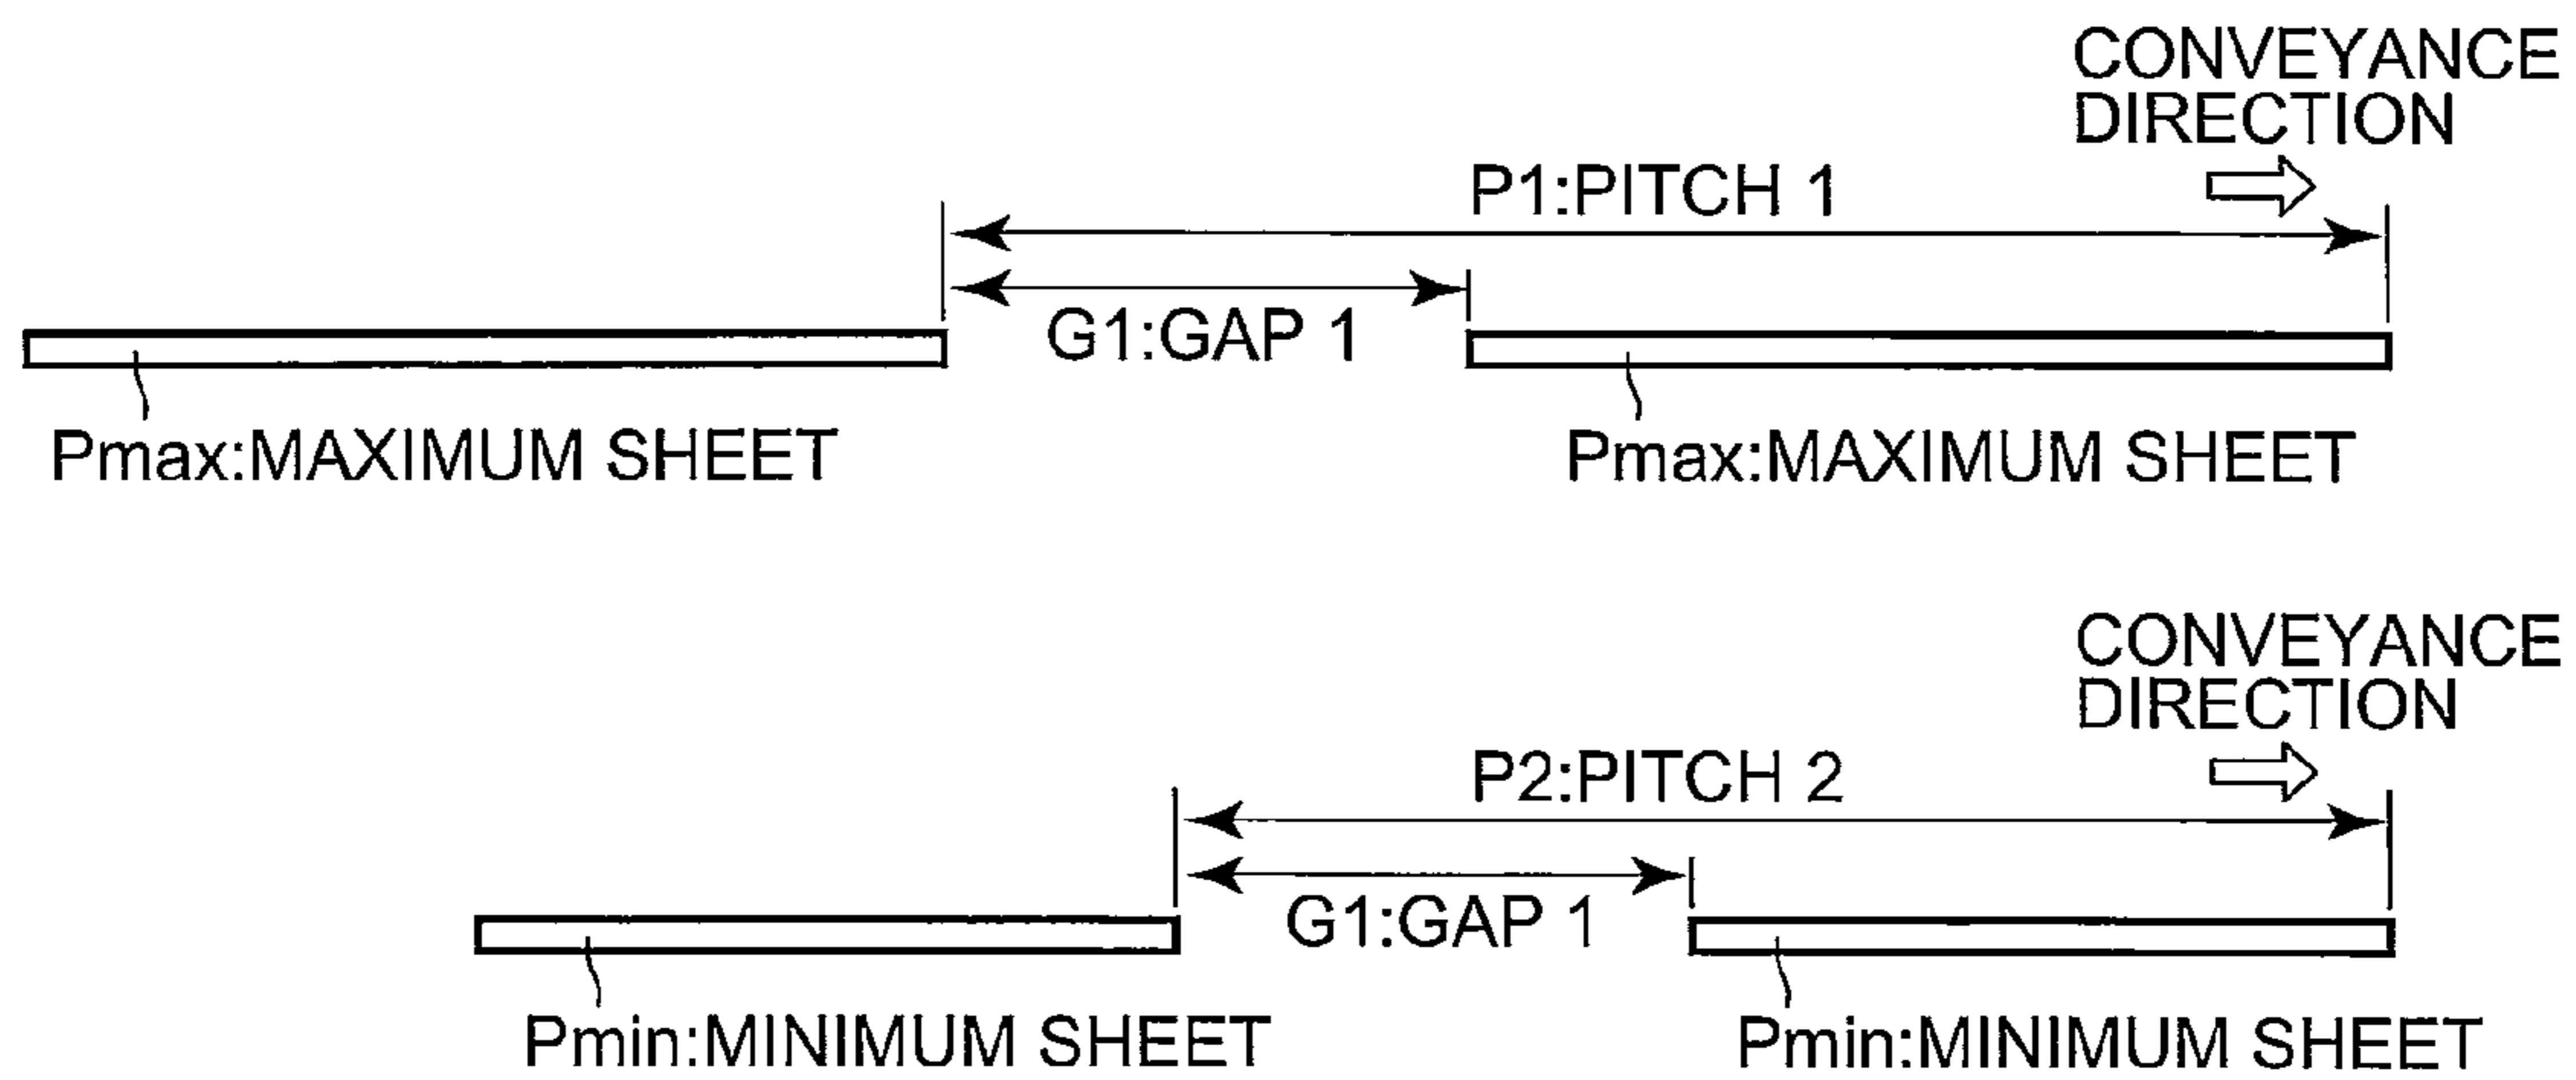 CONVEYANCE
DIRECTION
P1:PITCH 1
G1:GAP 1
Pmax:MAXIMUM SHEET
Pmax:MAXIMUM SHEET
CONVEYANCE
DIRECTION
P2:PITCH 2
G1:GAP 1
Pmin:MINIMUM SHEET
Pmin:MINIMUM SHEET